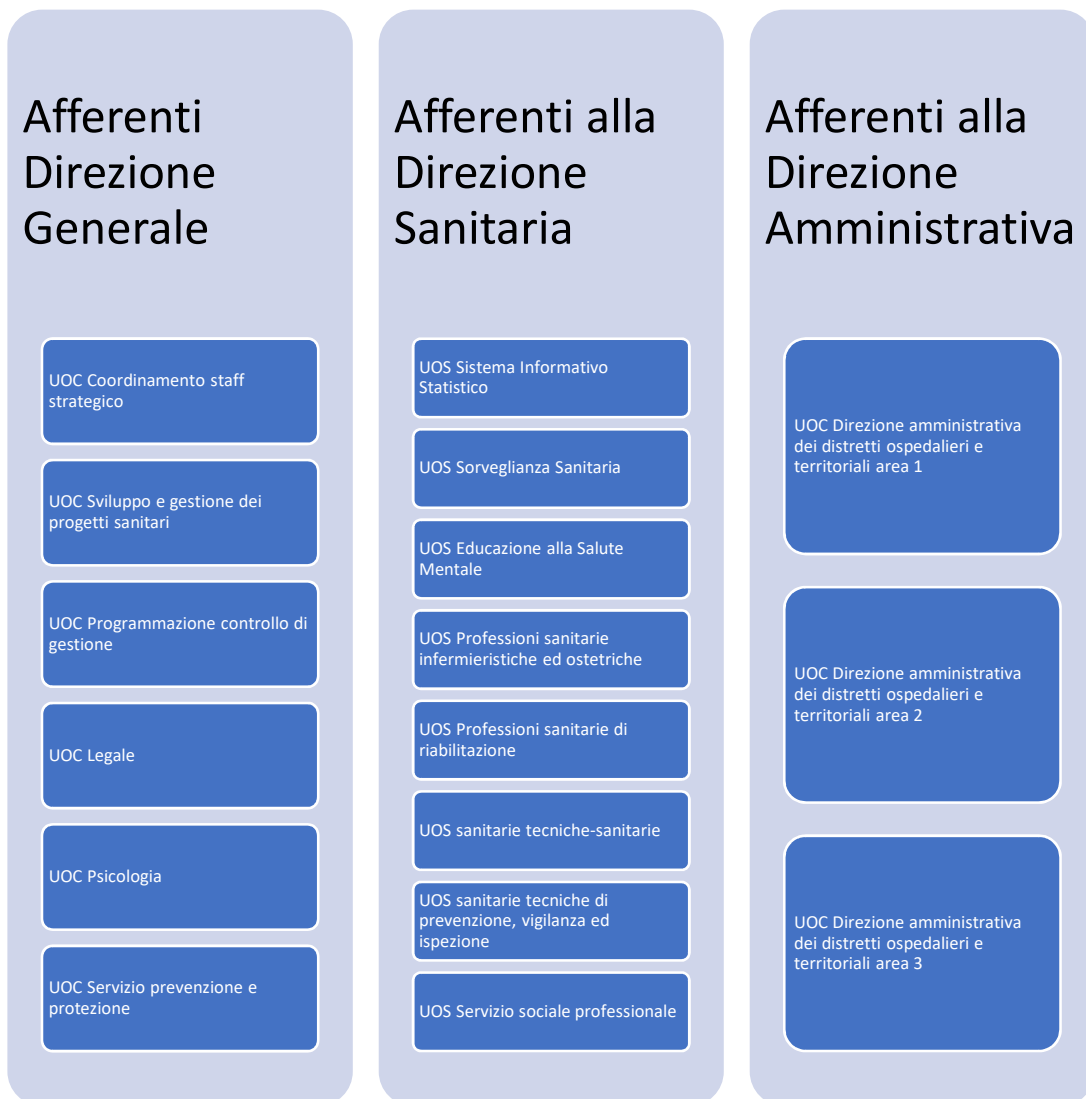 Afferenti
Direzione
Generale
UOC Coordinamento staff
strategico
UOC Sviluppo e gestione dei
progetti sanitari
UOC Programmazione controllo di
gestione
UOC Legale
UOC Psicologia
UOC Servizio prevenzione e
protezione
Afferenti alla
Direzione
Sanitaria
UOS Sistema Informativo
Statistico
UOS Sorveglianza Sanitaria
UOS Educazione alla Salute
Mentale
UOS Professioni sanitarie
infermieristiche ed ostetriche
UOS Professioni sanitarie di
riabilitazione
UOS sanitarie tecniche-sanitarie
UOS sanitarie tecniche di
prevenzione, vigilanza ed
ispezione
UOS Servizio sociale professionale
Afferenti alla
Direzione
Amministrativa
UOC Direzione amministrativa
dei distretti ospedalieri e
territoriali area 1
UOC Direzione amministrativa
dei distretti ospedalieri e
territoriali area 2
UOC Direzione amministrativa
dei distretti ospedalieri e
territoriali area 3